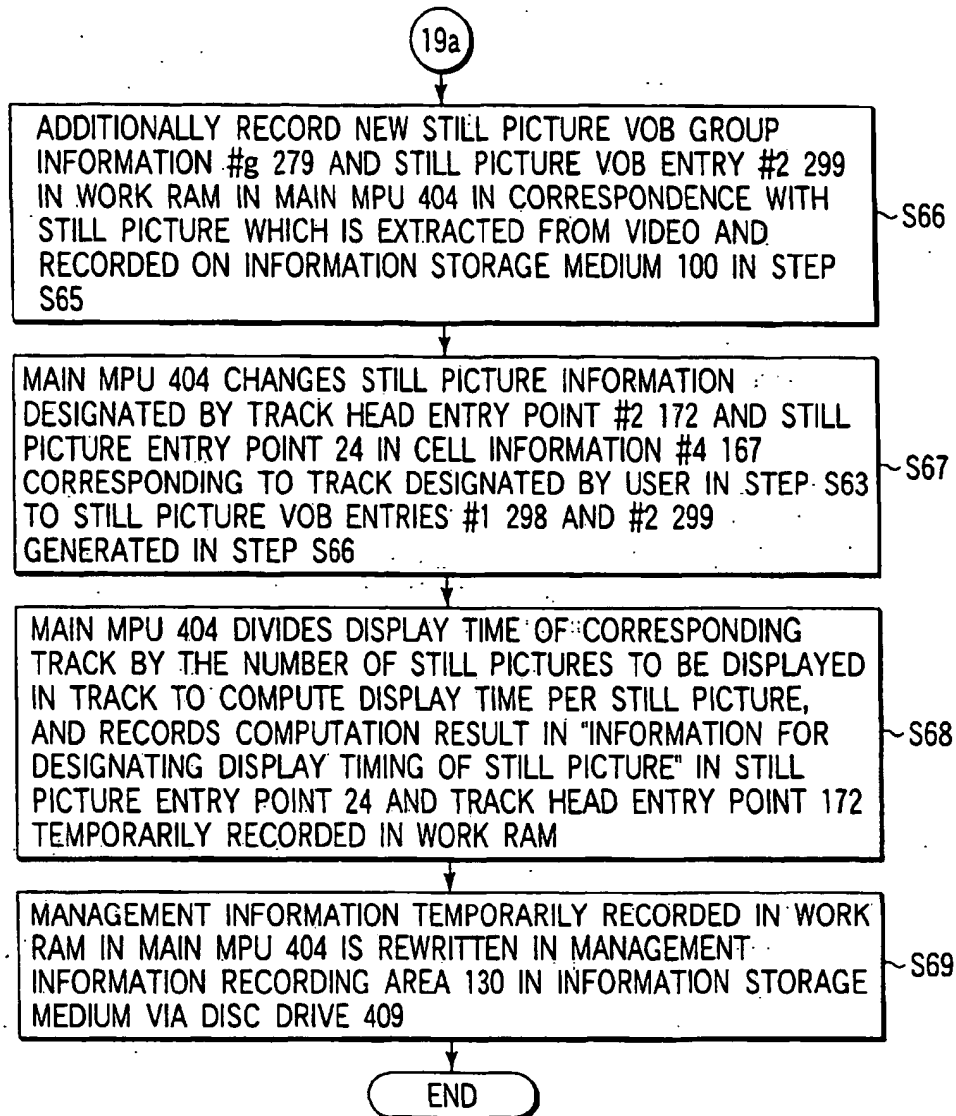 19a
ADDITIONALLY RECORD NEW STILL PICTURE VOB GROUP
INFORMATION #g 279 AND STILL PICTURE VOB ENTRY #2 299
IN WORK RAM IN MAIN MPU 404 IN CORRESPONDENCE WITH
STILL PICTURE WHICH IS EXTRACTED FROM VIDEO AND
RECORDED ON INFORMATION STORAGE MEDIUM 100 IN STEP
S65
S66
MAIN MPU 404 CHANGES STILL PICTURE INFORMATION
DESIGNATED BY TRACK HEAD ENTRY POINT #2 172 AND STILL
PICTURE ENTRY POINT 24 IN CELL INFORMATION #4 167
CORRESPONDING TO TRACK DESIGNATED BY USER IN STEP S63
TO STILL PICTURE VOB ENTRIES #1 298 AND #2 299
GENERATED IN STEP S66
S67
MAIN MPU 404 DIVIDES DISPLAY TIME OF CORRESPONDING
TRACK BY THE NUMBER OF STILL PICTURES TO BE DISPLAYED
IN TRACK TO COMPUTE DISPLAY TIME PER STILL PICTURE,
AND RECORDS COMPUTATION RESULT IN "INFORMATION FOR
DESIGNATING DISPLAY TIMING OF STILL PICTURE" IN STILL
PICTURE ENTRY POINT 24 AND TRACK HEAD ENTRY POINT 172
TEMPORARILY RECORDED IN WORK RAM
S68
MANAGEMENT INFORMATION TEMPORARILY RECORDED IN WORK
RAM IN MAIN MPU 404 IS REWRITTEN IN MANAGEMENT
INFORMATION RECORDING AREA 130 IN INFORMATION STORAGE
MEDIUM VIA DISC DRIVE 409
S69
END